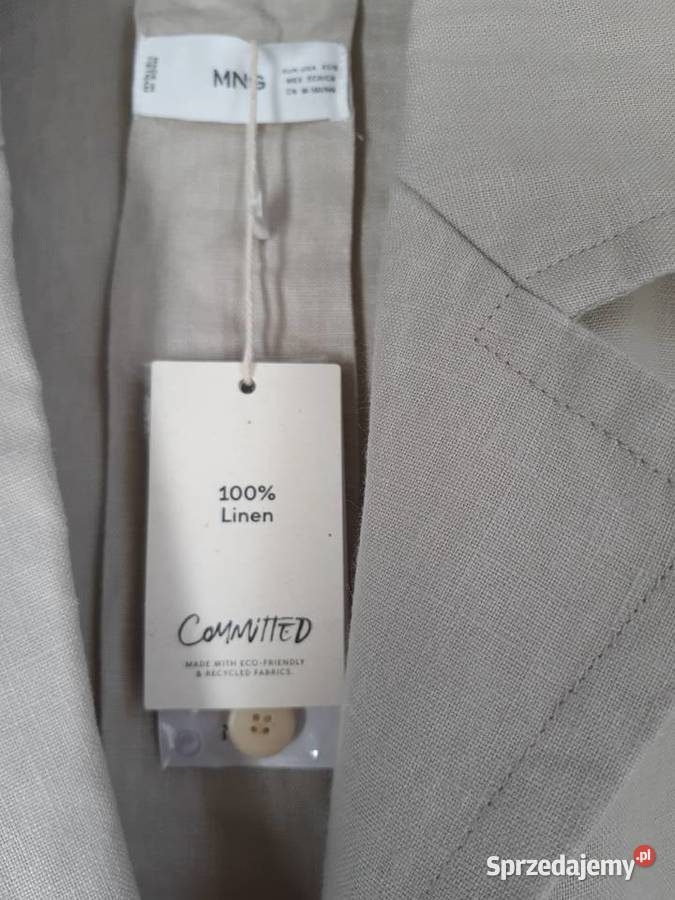 MNG
100%
Linen
COMMITTED
MADE WITH ECO-FRIENDLY
& RECYCLED FABRICS.
Sprzedajemy.pl